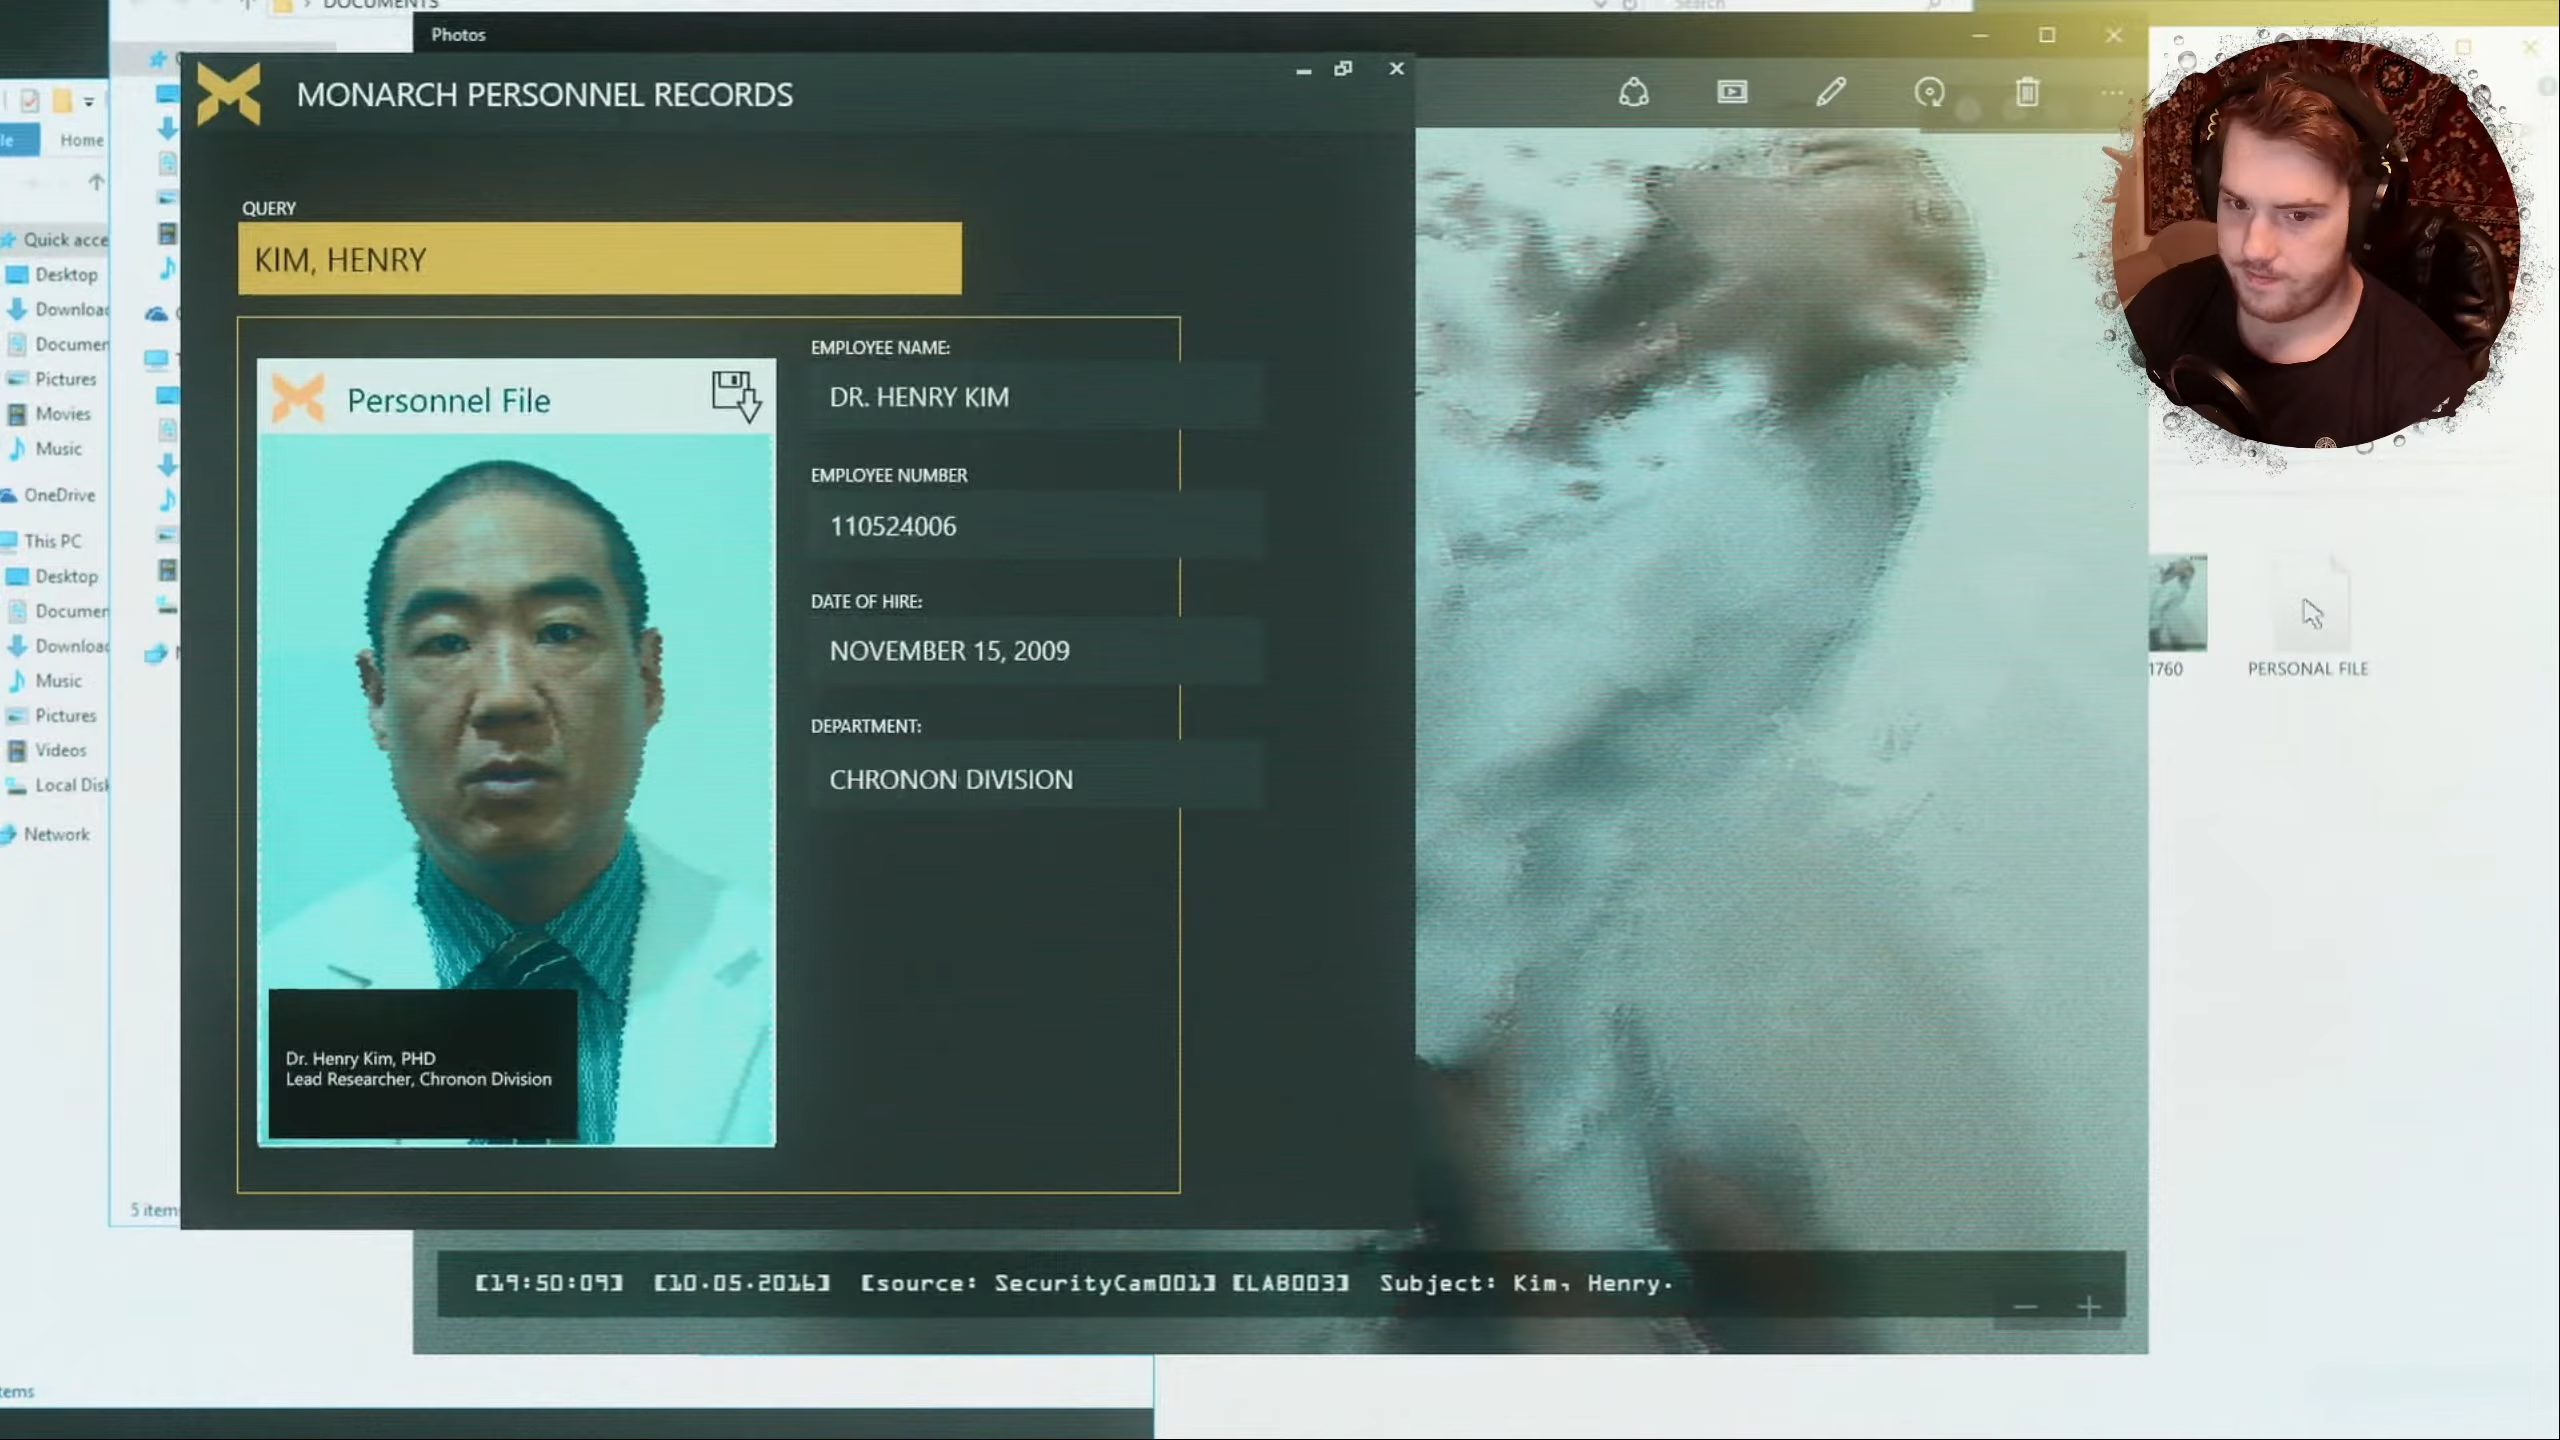 DOCUMENTS
Search
Photos
MONARCH PERSONNEL RECORDS
Home
QUERY
KIM, HENRY
Personnel File
EMPLOYEE NAME:
DR. HENRY KIM
EMPLOYEE NUMBER
110524006
DATE OF HIRE:
NOVEMBER 15, 2009
DEPARTMENT:
CHRONON DIVISION
Dr. Henry Kim, PHD
Lead Researcher, Chronon Division
Quick acce
Desktop
Downloa
Documen
Pictures
Movies
Music
OneDrive
This PC
Desktop
Documen
Downloa
Music
Pictures
Videos
Local Disk
Network
1760
PERSONAL FILE
5 items
[19:50:09] [10.05.2016] [source: SecurityCam001] [LAB003] Subject: Kim, Henry.
tems